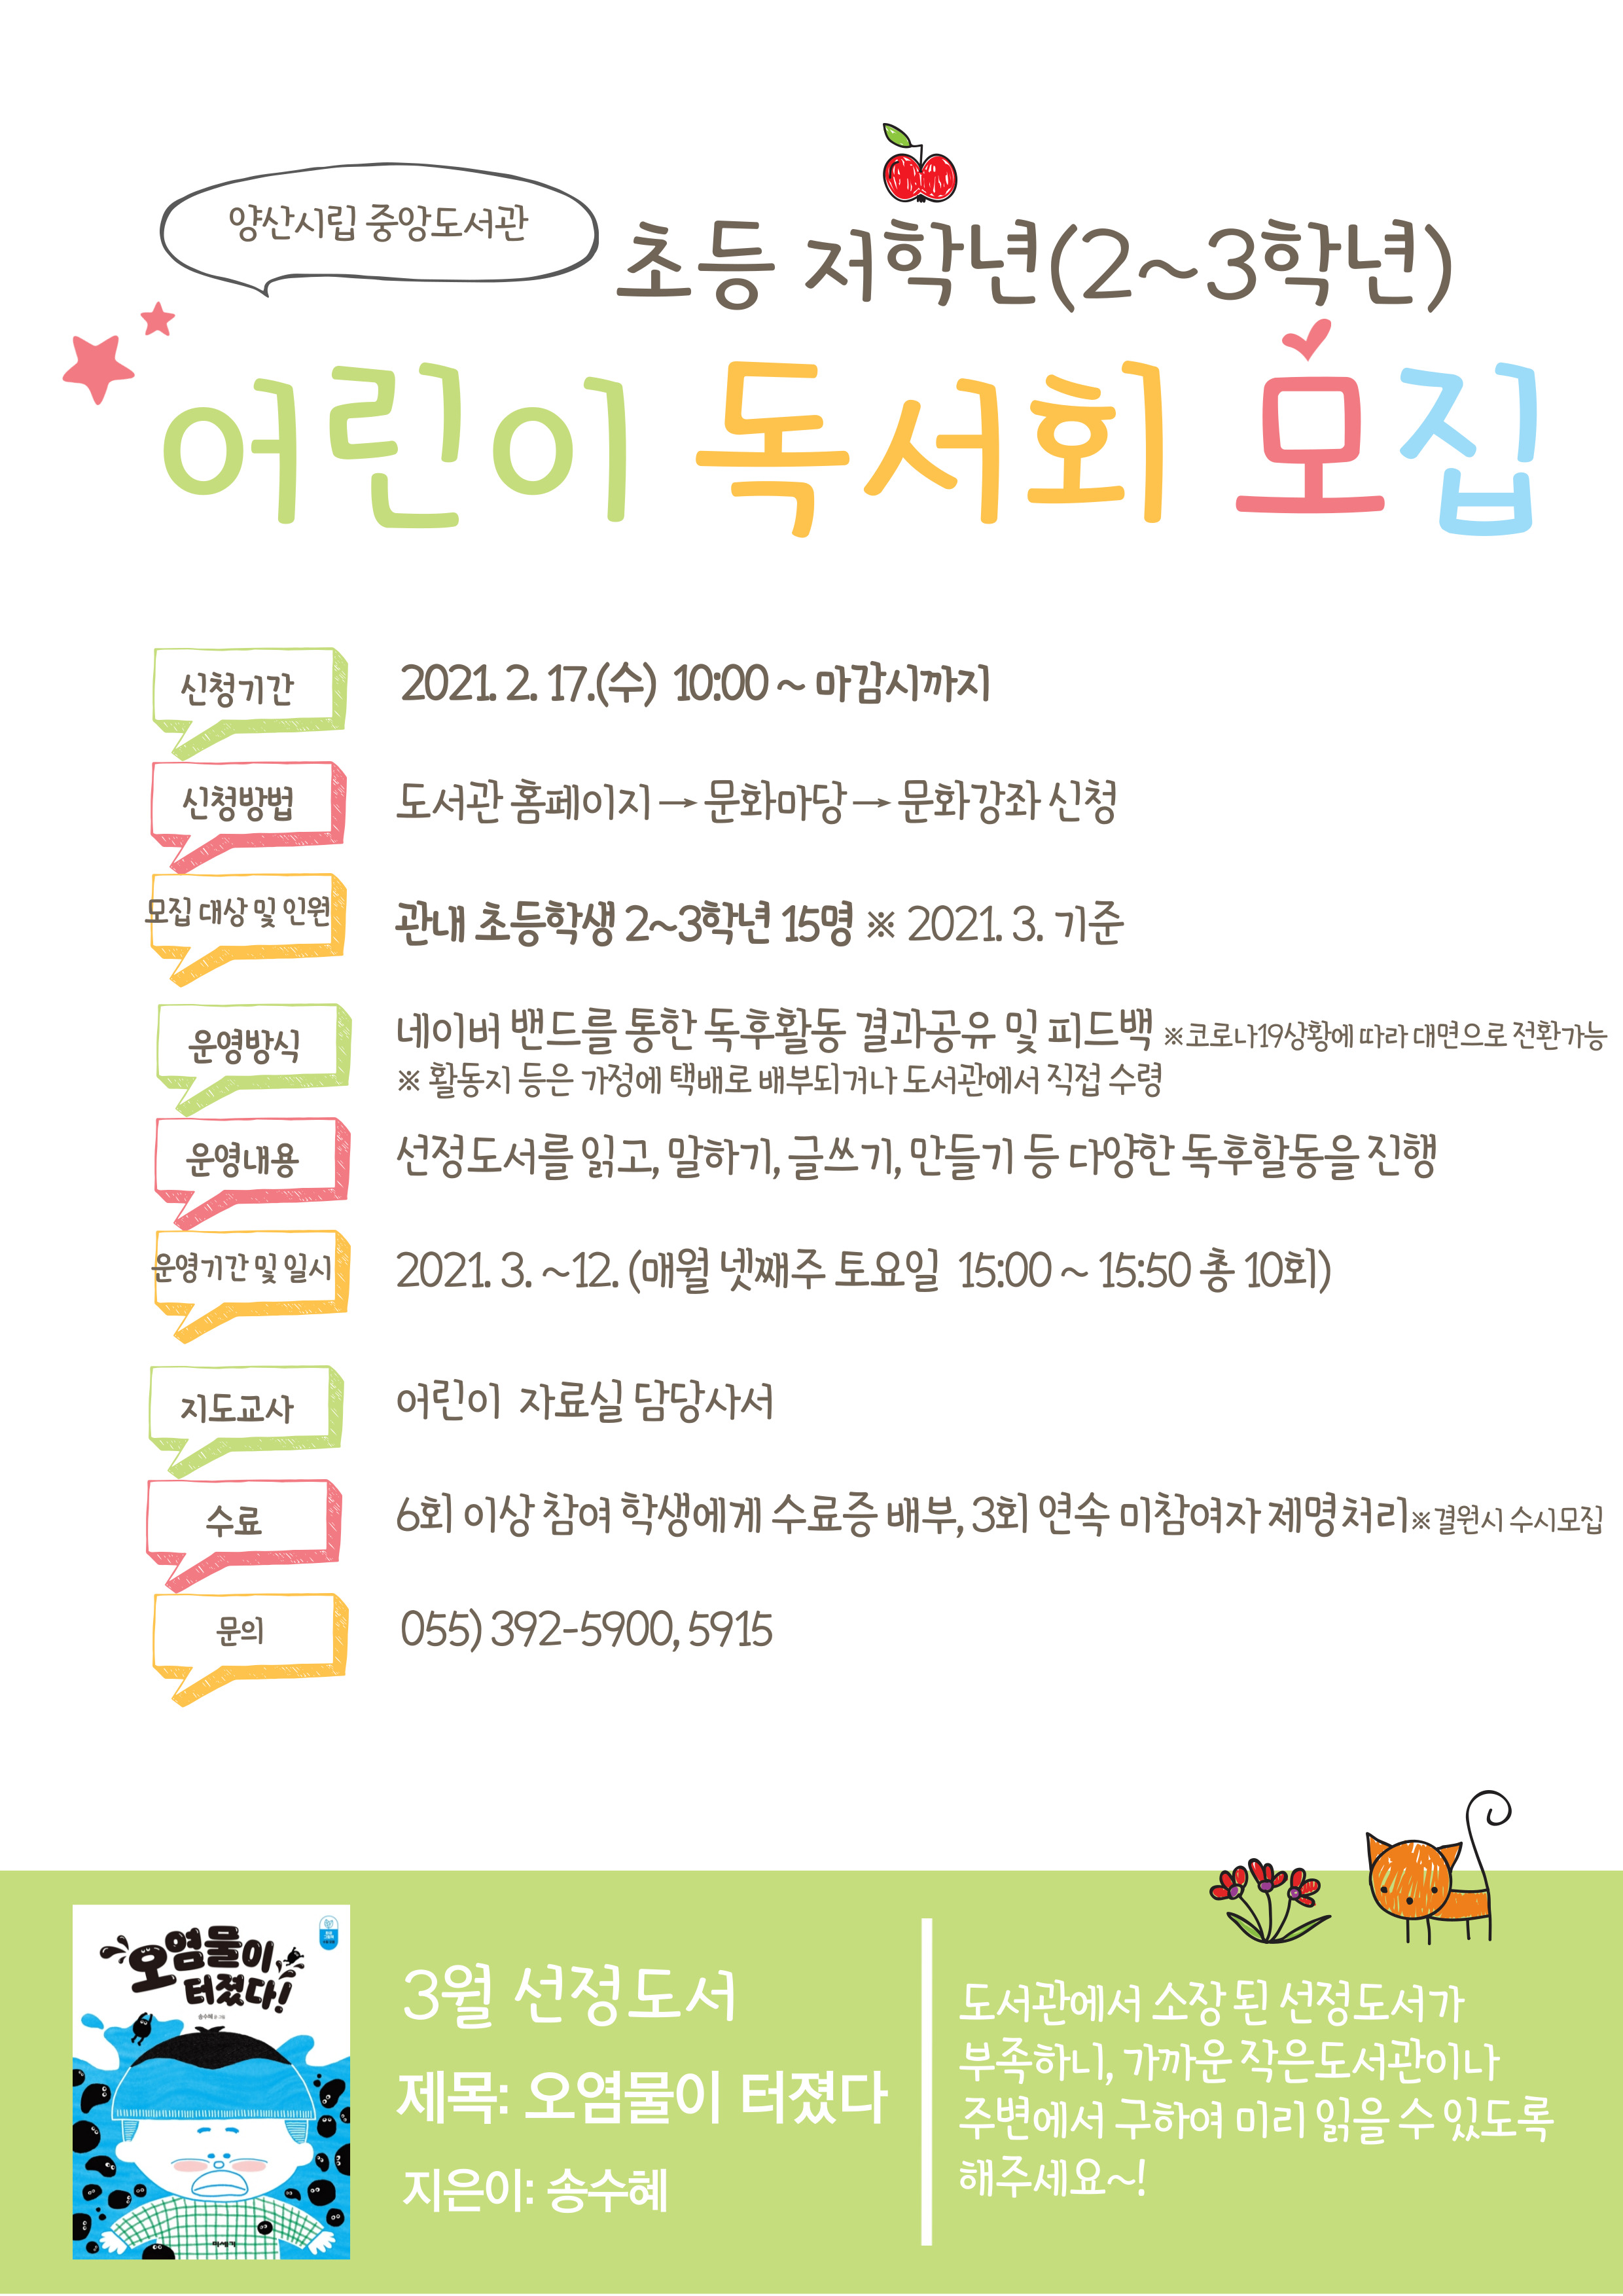 양산시립 중앙도서관
초등 저학년(2~3학년)
어린이 독서회 모집
신청기간
2021. 2. 17.(수) 10:00 ~ 마감시까지
신청방법
도서관 홈페이지 → 문화마당 → 문화강좌 신청
모집 대상 및 인원
관내 초등학생 2~3학년 15명 ※ 2021. 3. 기준
운영방식
네이버 밴드를 통한 독후활동 결과공유 및 피드백 ※코로나19상황에 따라 대면으로 전환가능
※ 활동지 등은 가정에 택배로 배부되거나 도서관에서 직접 수령
운영내용
선정도서를 읽고, 말하기, 글쓰기, 만들기 등 다양한 독후할동을 진행
운영기간 및 일시
2021. 3. ~12. (매월 넷째주 토요일 15:00 ~ 15:50 총 10회)
지도교사
어린이 자료실 담당사서
수료
6회 이상 참여 학생에게 수료증 배부, 3회 연속 미참여자 제명처리※결원시 수시모집
문의
055) 392-5900, 5915
오염물이
터졌다!
송수혜
미세기
3월 선정도서
제목: 오염물이 터졌다
지은이: 송수혜
도서관에서 소장 된 선정도서가
부족하니, 가까운 작은도서관이나
주변에서 구하여 미리 읽을 수 있도록
해주세요~!